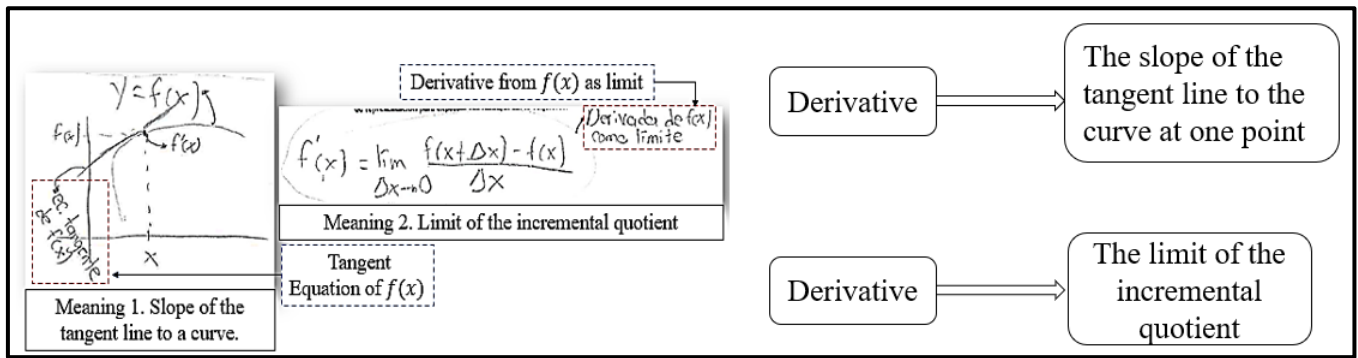 y = f(x)
f(x)
f'(x)
Ec. tangente
de f(x)
x
Meaning 1. Slope of the
tangent line to a curve.
Derivative from f(x) as limit
Derivada de f(x)
como límite
f'(x) = lim f(x+Δx) - f(x)
Δx→0 Δx
Meaning 2. Limit of the incremental quotient
Tangent
Equation of f(x)
Derivative
The slope of the
tangent line to the
curve at one point
Derivative
The limit of the
incremental
quotient